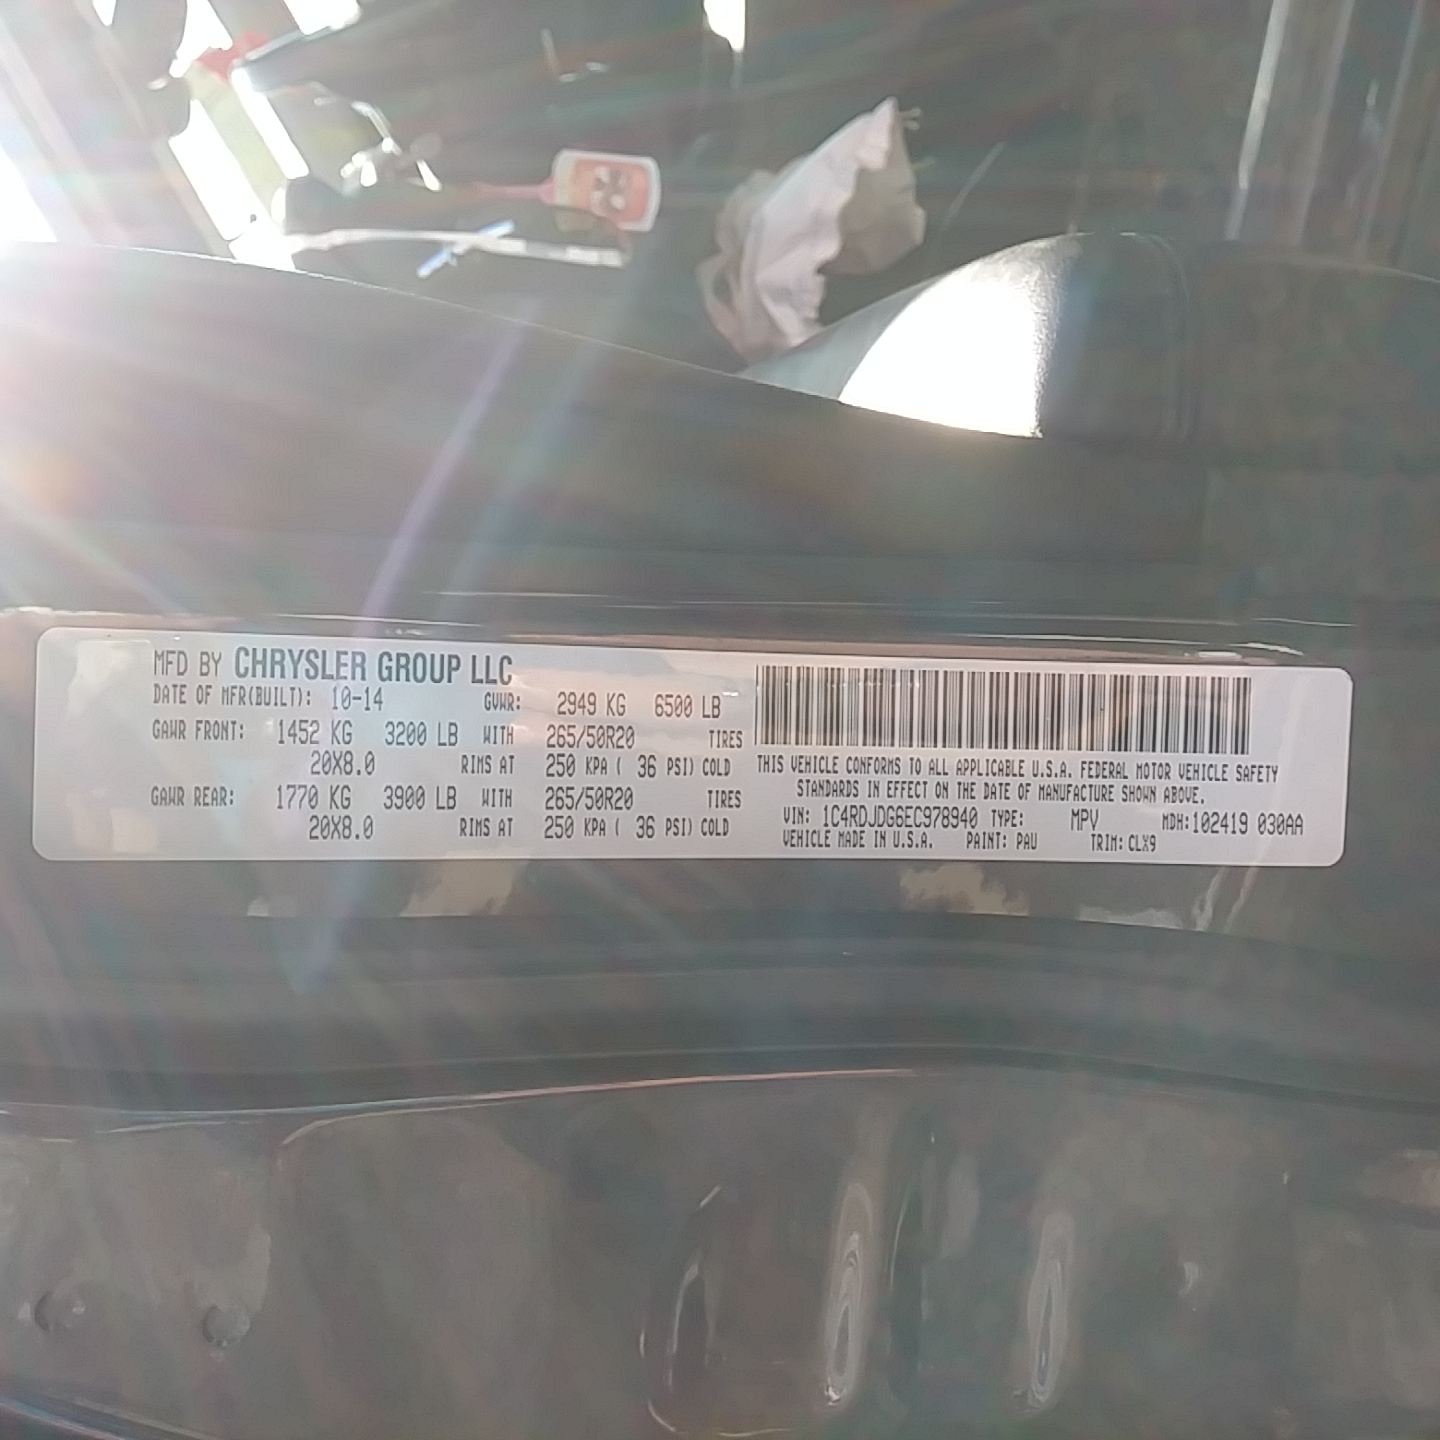 MFD BY CHRYSLER GROUP LLC
DATE OF MFR(BUILT): 10-14 GVWR: 2949 KG 6500 LB
GAWR FRONT: 1452 KG 3200 LB WITH 265/50R20 TIRES
20X8.0 RIMS AT 250 KPA ( 36 PSI) COLD
GAWR REAR: 1770 KG 3900 LB WITH 265/50R20 TIRES
20X8.0 RIMS AT 250 KPA ( 36 PSI) COLD
THIS VEHICLE CONFORMS TO ALL APPLICABLE U.S.A. FEDERAL MOTOR VEHICLE SAFETY
STANDARDS IN EFFECT ON THE DATE OF MANUFACTURE SHOWN ABOVE.
VIN: 1C4RDJDG6EC978940 TYPE: MPV MDH:102419 030AA
VEHICLE MADE IN U.S.A. PAINT: PAU TRIM: CLX9